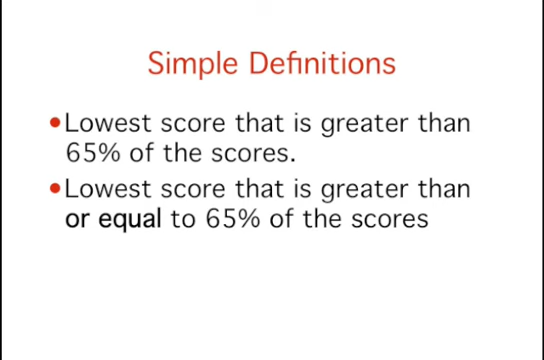 Simple Definitions
•Lowest score that is greater than
65% of the scores.
•Lowest score that is greater than
or equal to 65% of the scores